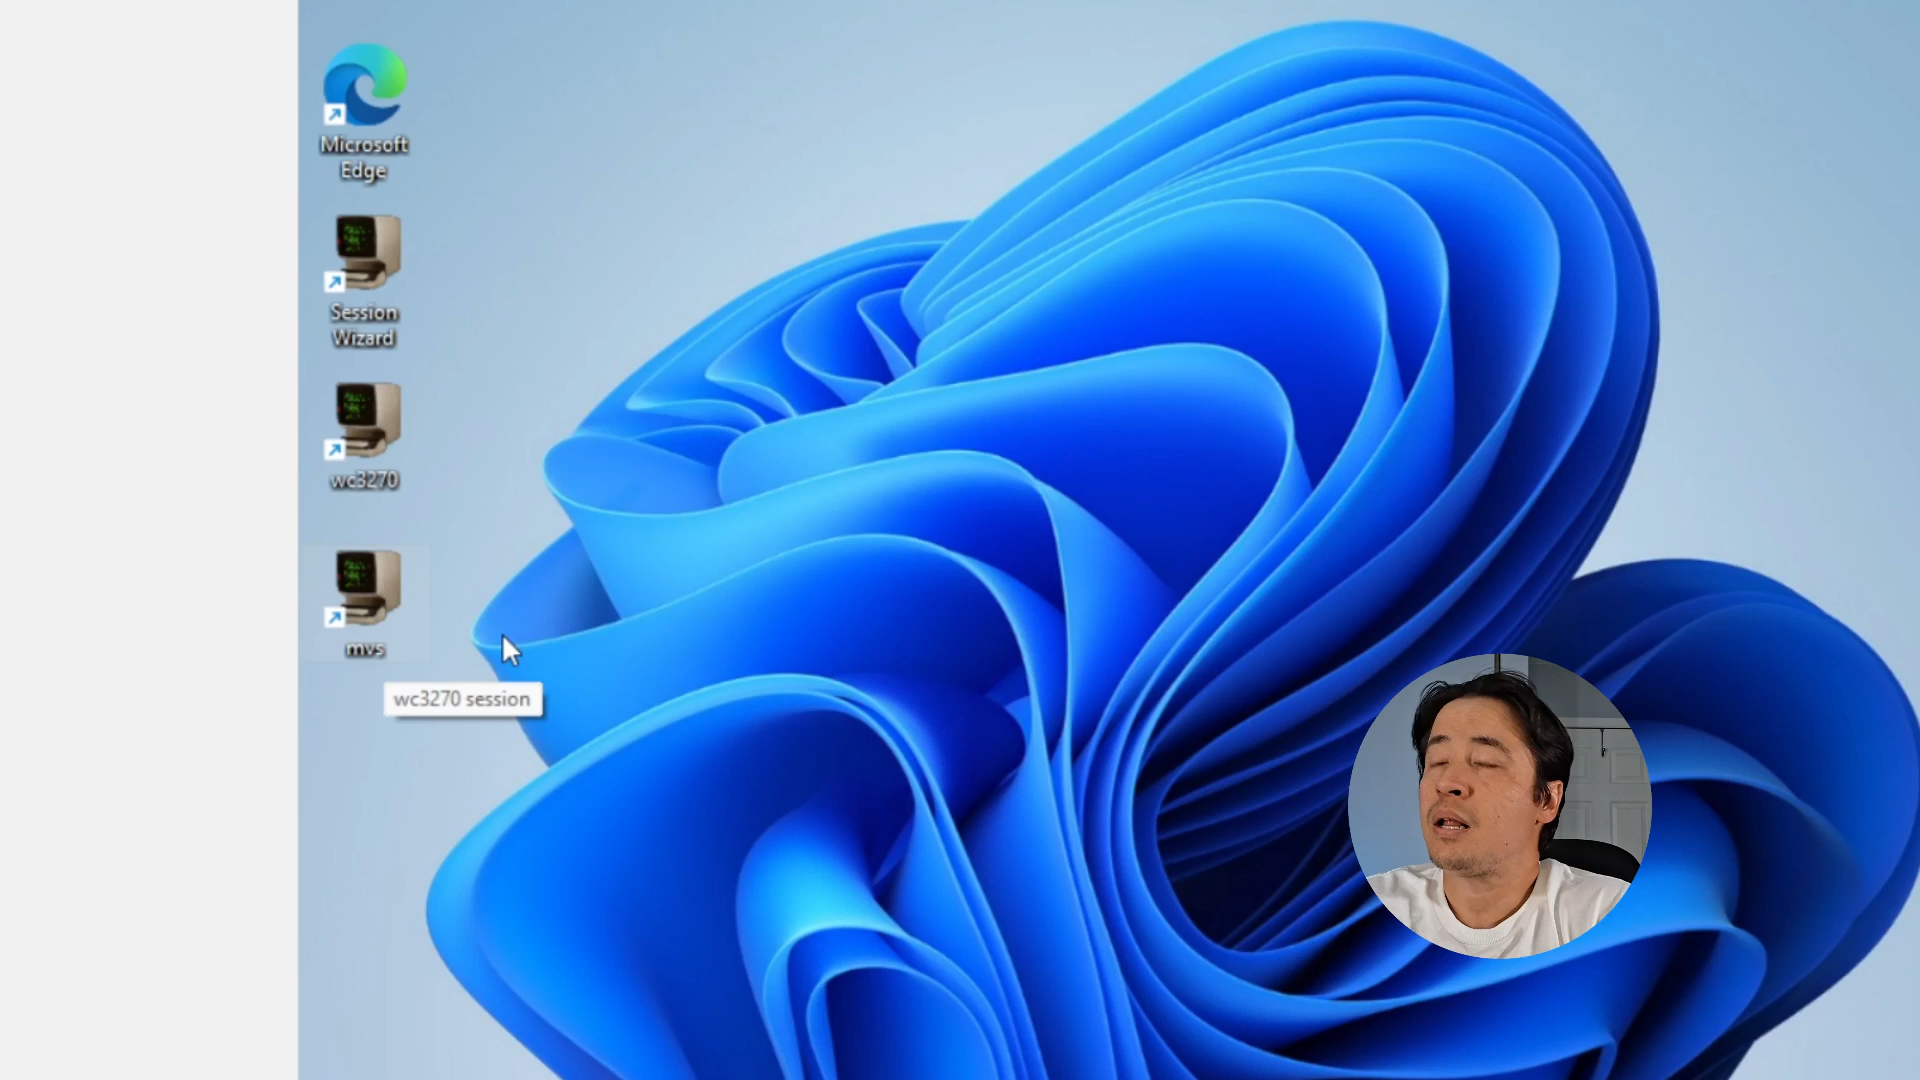 Microsoft
Edge
Session
Wizard
wc3270
mvs
wc3270 session